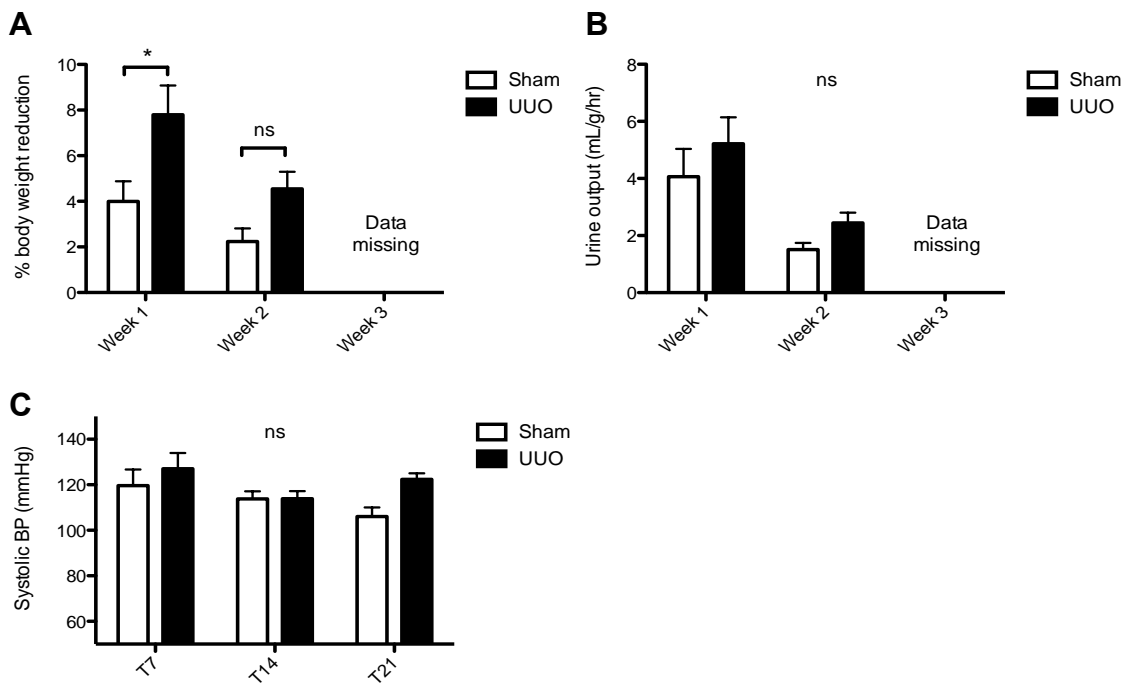 A
% body weight reduction
10
8
6
4
2
0
*
ns
Data
missing
Week 1
Week 2
Week 3
Sham
UUO
B
Urine output (mL/g/hr)
8
6
4
2
0
ns
Data
missing
Week 1
Week 2
Week 3
Sham
UUO
C
Systolic BP (mmHg)
140
120
100
80
60
ns
T7
T14
T21
Sham
UUO